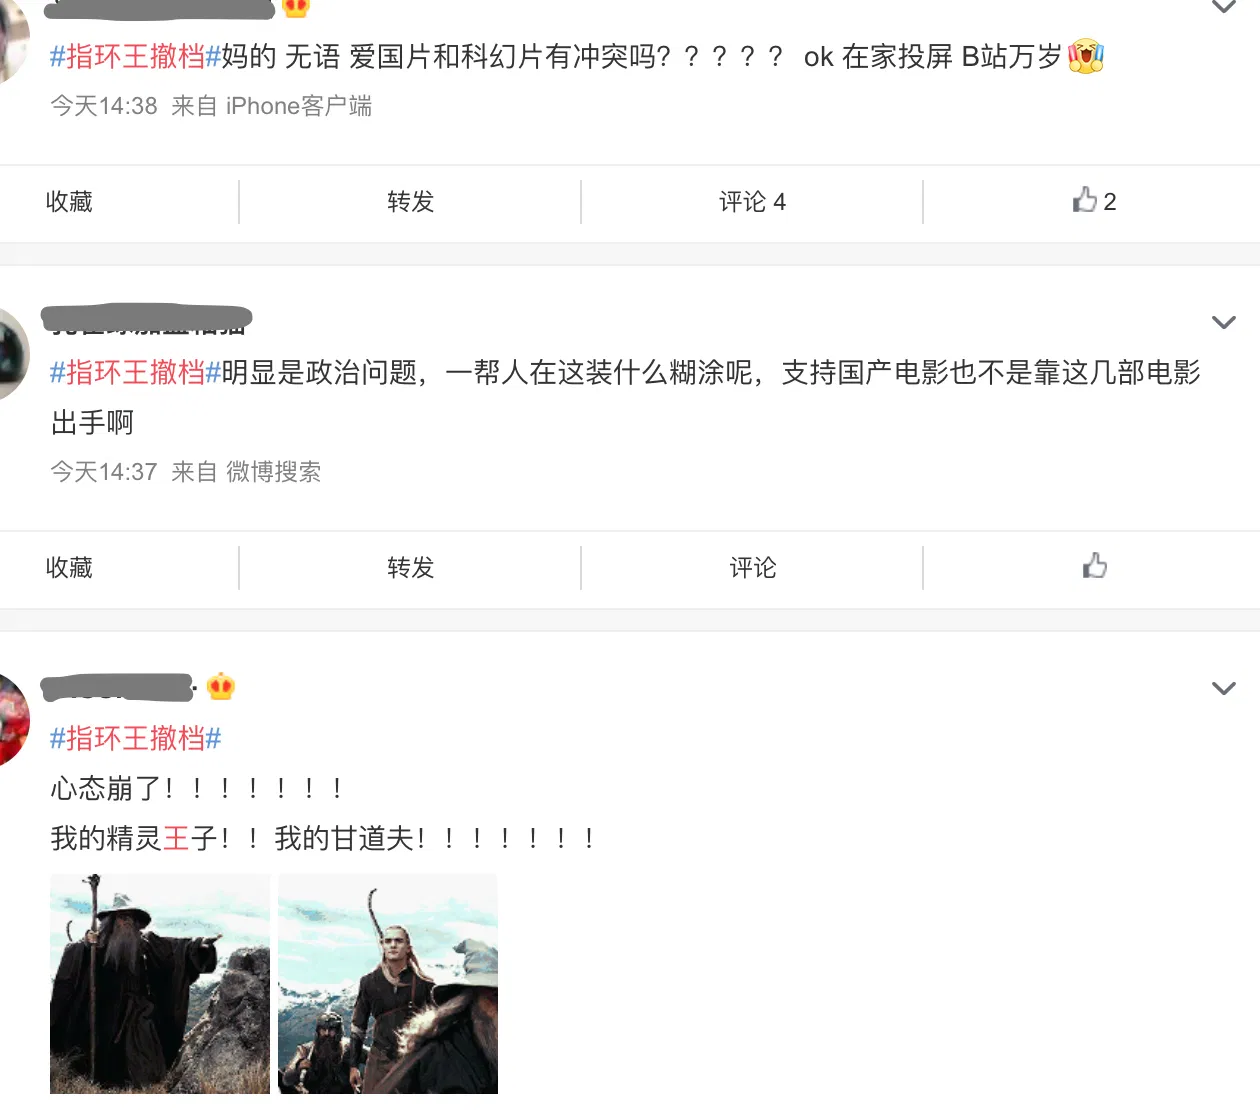 #指环王撤档#妈的 无语 爱国片和科幻片有冲突吗？？？？？ ok 在家投屏 B站万岁
今天14:38 来自 iPhone客户端
收藏
转发
评论 4
2
#指环王撤档#明显是政治问题，一帮人在这装什么糊涂呢，支持国产电影也不是靠这几部电影
出手啊
今天14:37 来自 微博搜索
收藏
转发
评论
#指环王撤档#
心态崩了！！！！！！！
我的精灵王子！！我的甘道夫！！！！！！！